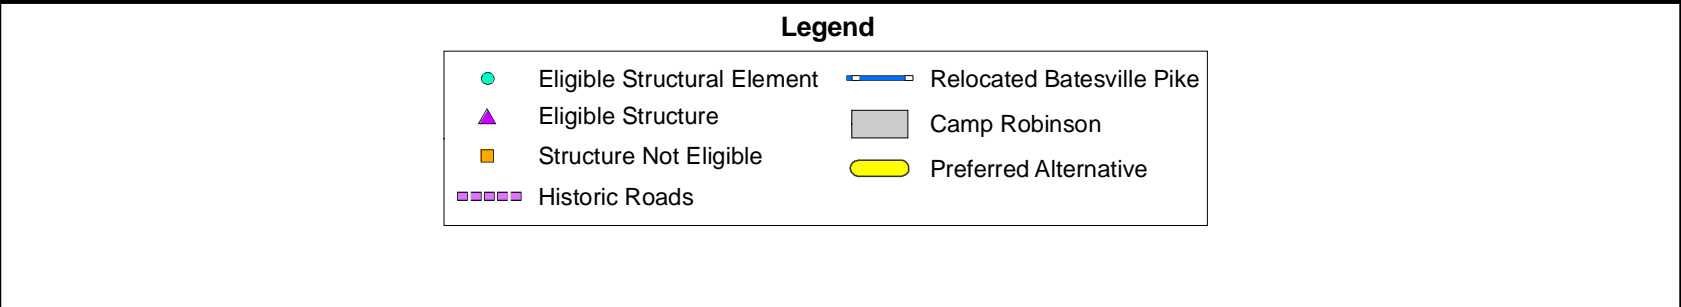 Legend
Eligible Structural Element
Eligible Structure
Structure Not Eligible
Historic Roads
Relocated Batesville Pike
Camp Robinson
Preferred Alternative